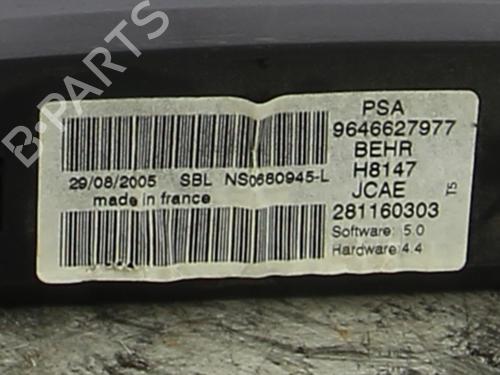 B-PARTS
PSA
9646627977
BEHR
H8147
JCAE
281160303
T5
Software: 5.0
Hardware: 4.4
29/08/2005 SBL NS0680945-L
made in france